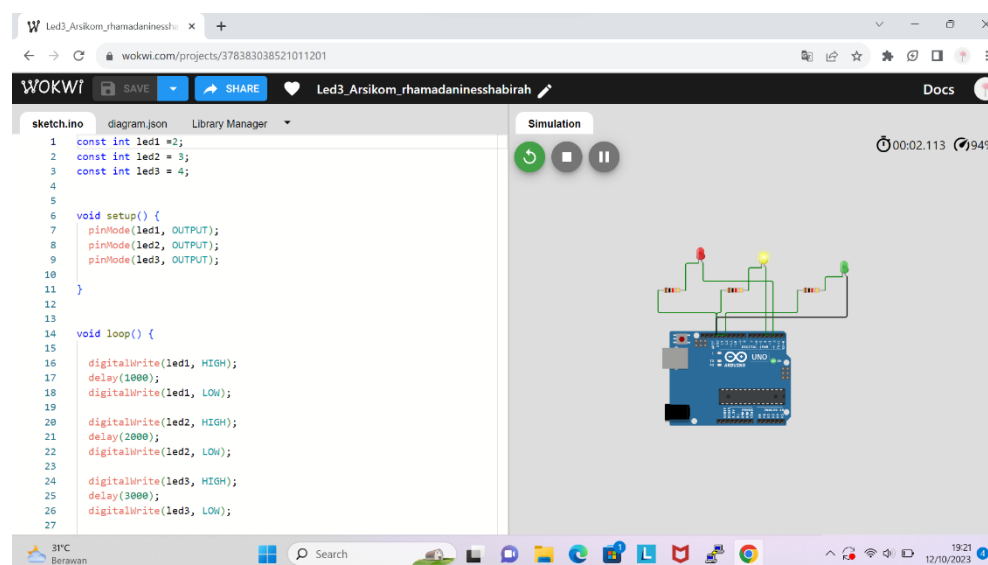 Led3_Arsikom_rhamadaninessha
wokwi.com/projects/378383038521011201
WOKWI SAVE SHARE Led3_Arsikom_rhamadaninesshabirah Docs
sketch.ino diagram.json Library Manager Simulation
00:02.113 94%
1 const int led1 =2;
2 const int led2 = 3;
3 const int led3 = 4;
4
5
6 void setup() {
7 pinMode(led1, OUTPUT);
8 pinMode(led2, OUTPUT);
9 pinMode(led3, OUTPUT);
10
11 }
12
13
14 void loop() {
15
16 digitalWrite(led1, HIGH);
17 delay(1000);
18 digitalWrite(led1, LOW);
19
20 digitalWrite(led2, HIGH);
21 delay(2000);
22 digitalWrite(led2, LOW);
23
24 digitalWrite(led3, HIGH);
25 delay(3000);
26 digitalWrite(led3, LOW);
27
UNO
ARDUINO
31°C
Berawan
Search
19:21
12/10/2023